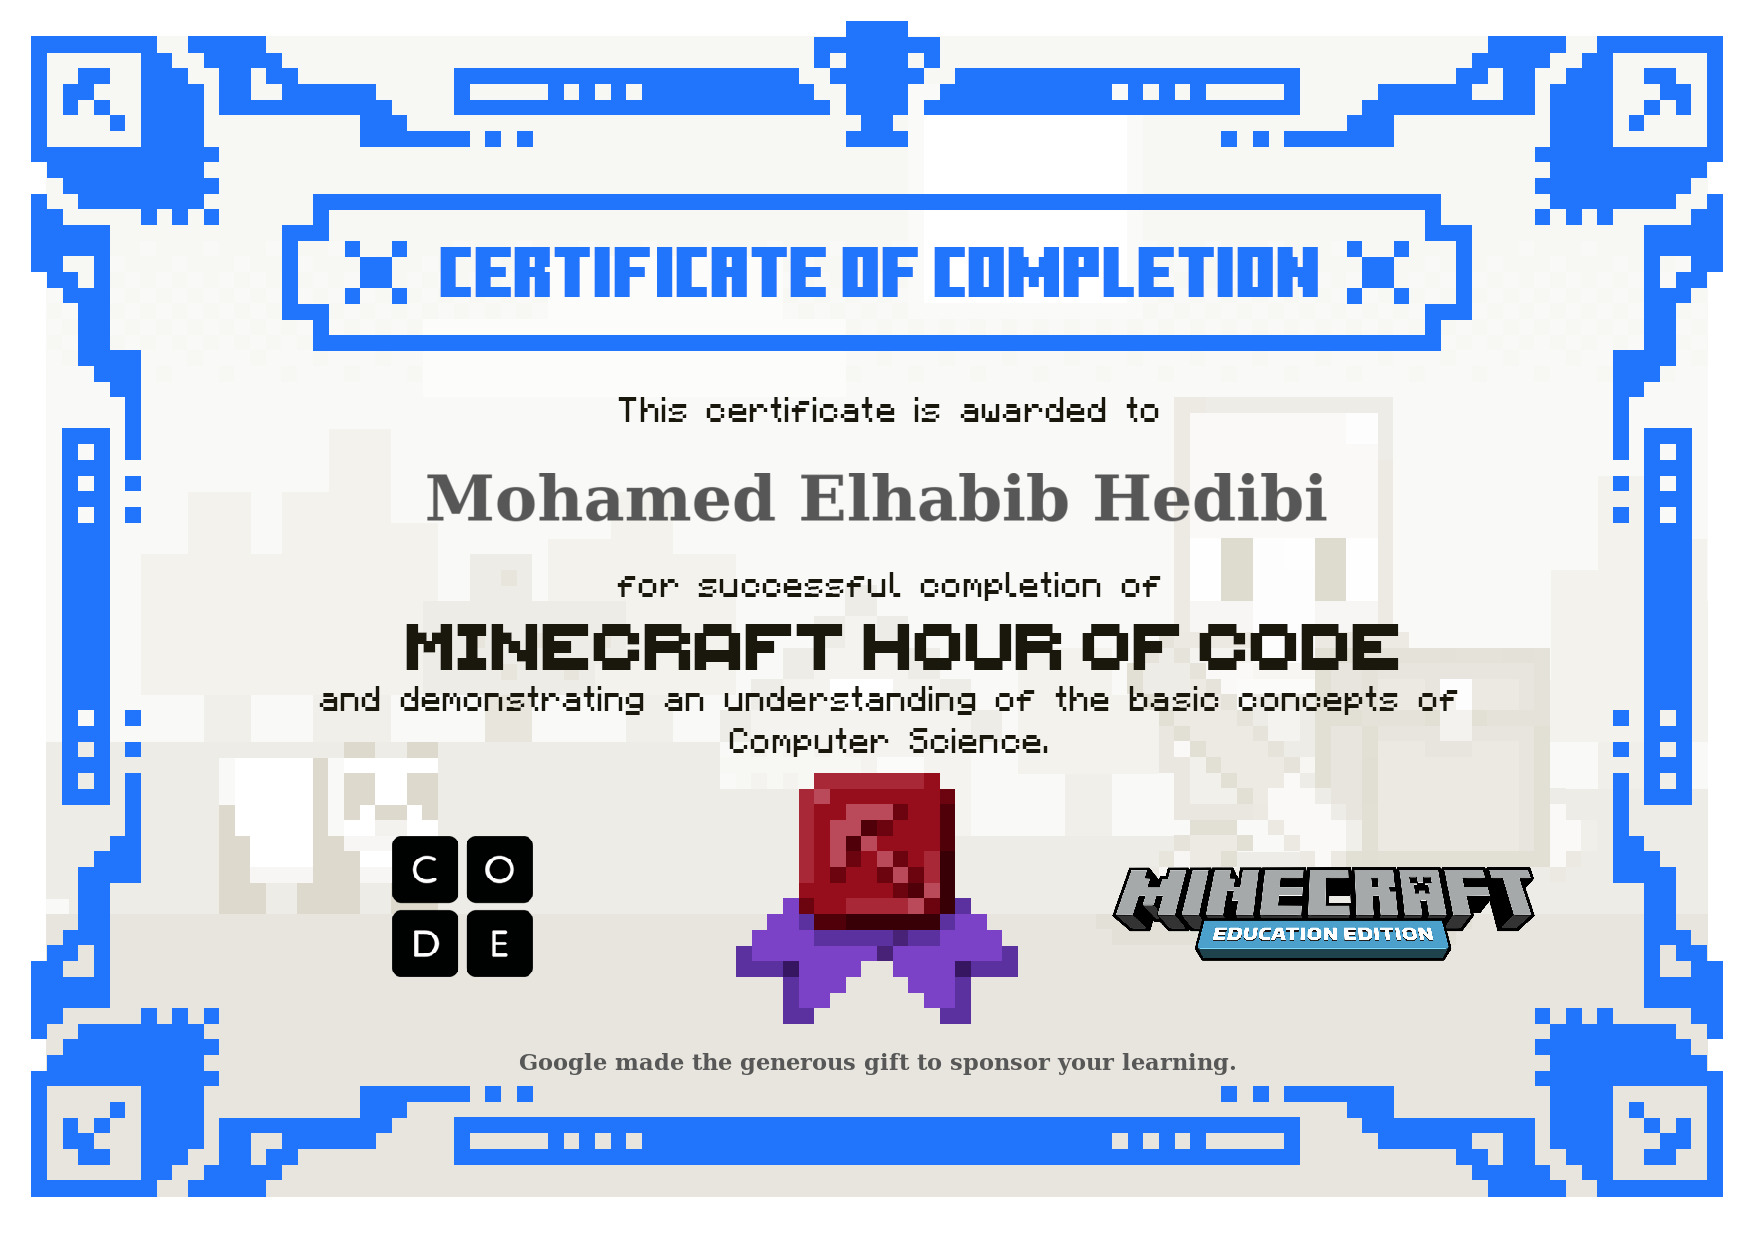 CERTIFICATE OF COMPLETION
This certificate is awarded to
Mohamed Elhabib Hedibi
for successful completion of
MINECRAFT HOUR OF CODE
and demonstrating an understanding of the basic concepts of
Computer Science.
C O
D E
MINECRAFT
EDUCATION EDITION
Google made the generous gift to sponsor your learning.